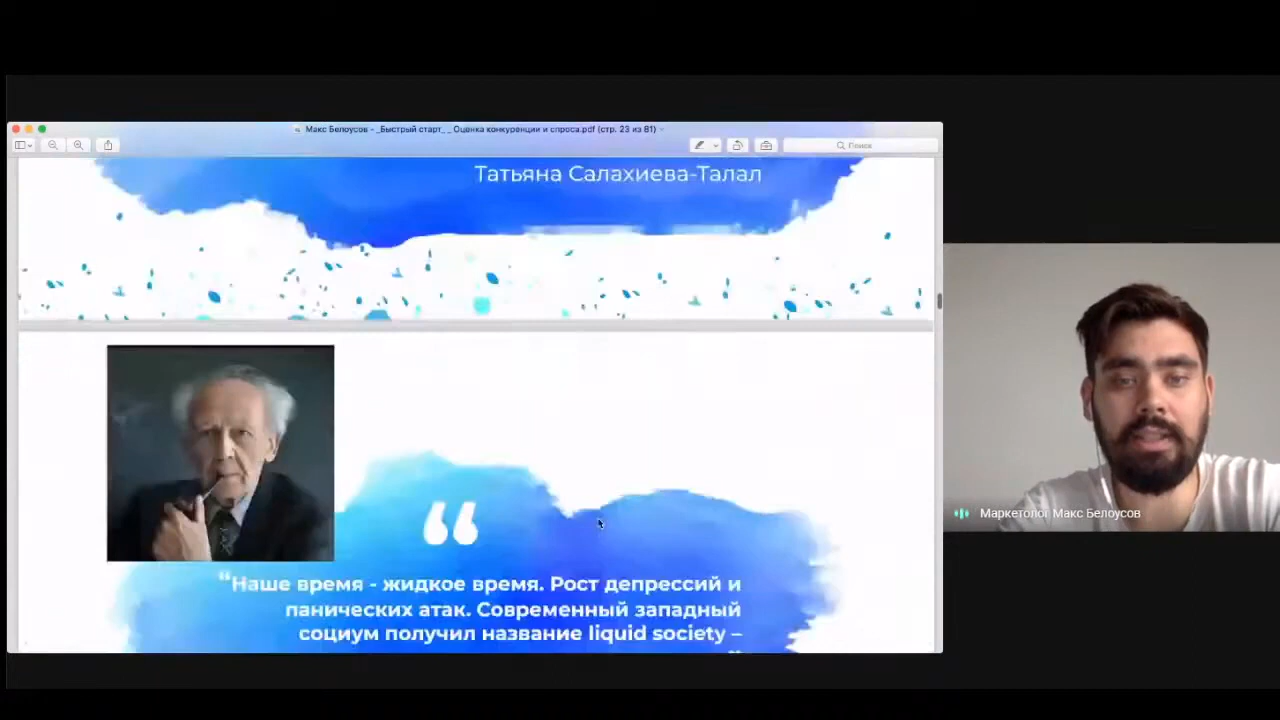 Макс Белоусов - _Быстрый старт_ _ Оценка конкуренции и спроса.pdf (стр. 23 из 81)
Поиск
Татьяна Салахиева-Талал
“
“Наше время - жидкое время. Рост депрессий и
панических атак. Современный западный
социум получил название liquid society –
Маркетолог Макс Белоусов